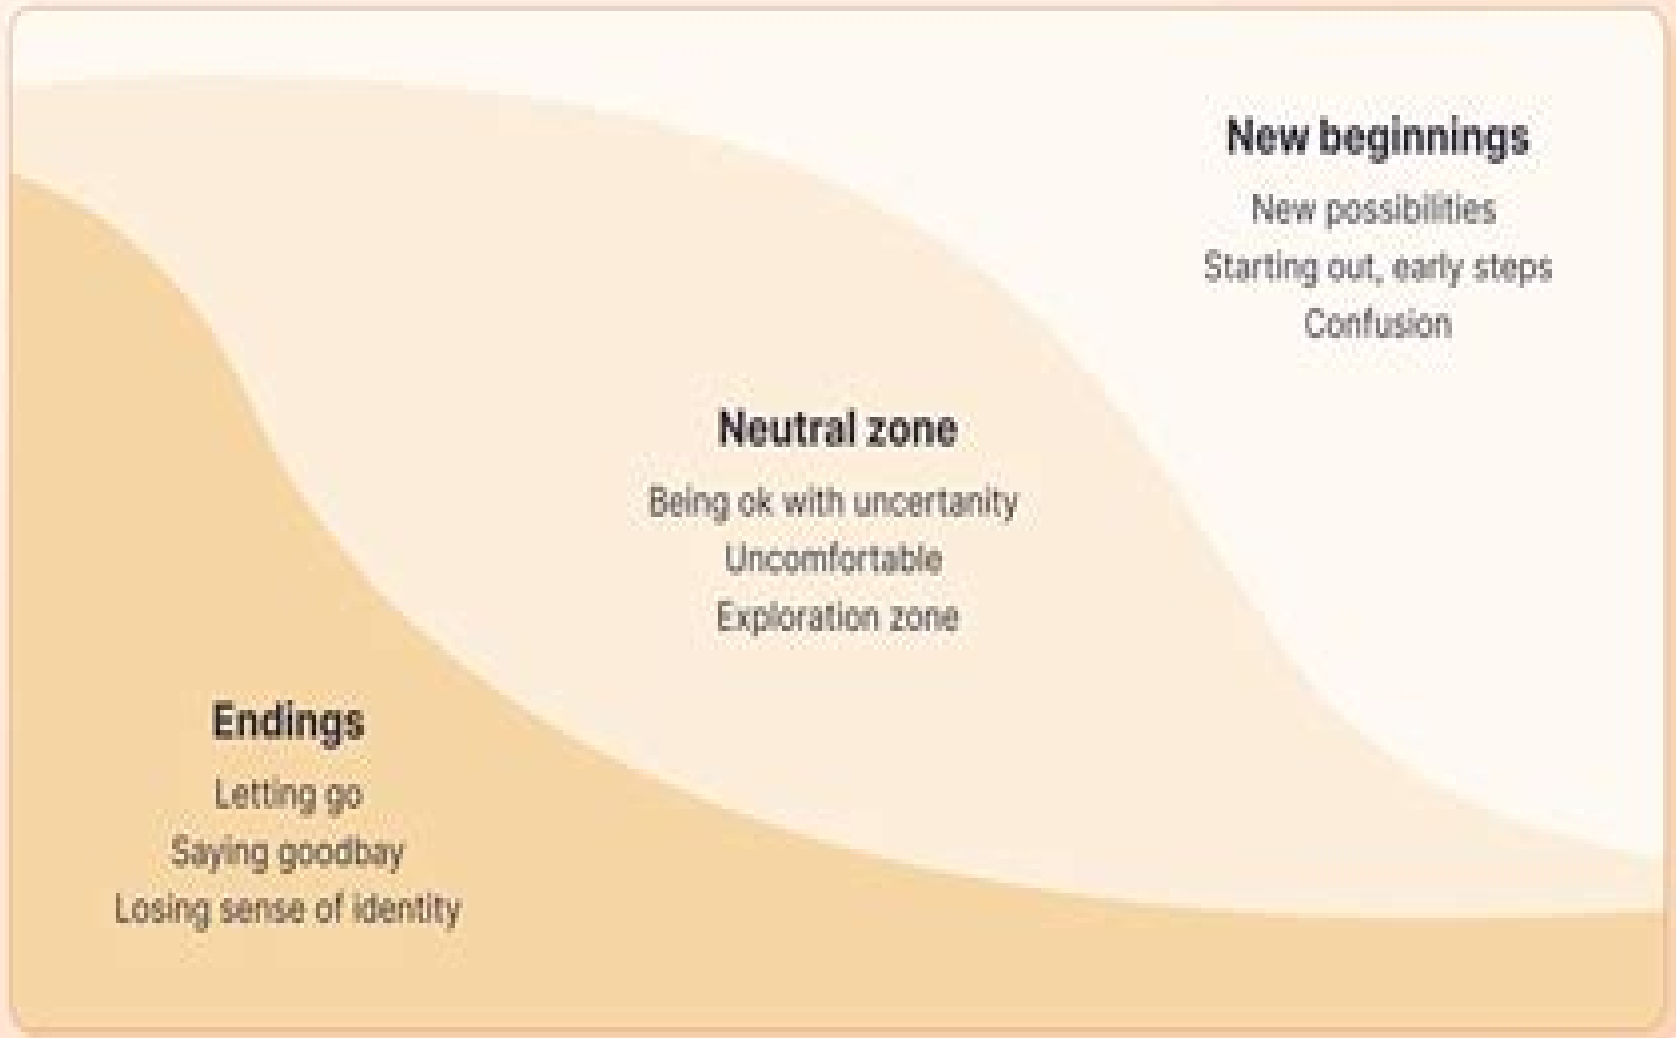 New beginnings
New possibilities
Starting out, early steps
Confusion
Neutral zone
Being ok with uncertanity
Uncomfortable
Exploration zone
Endings
Letting go
Saying goodbay
Losing sense of identity